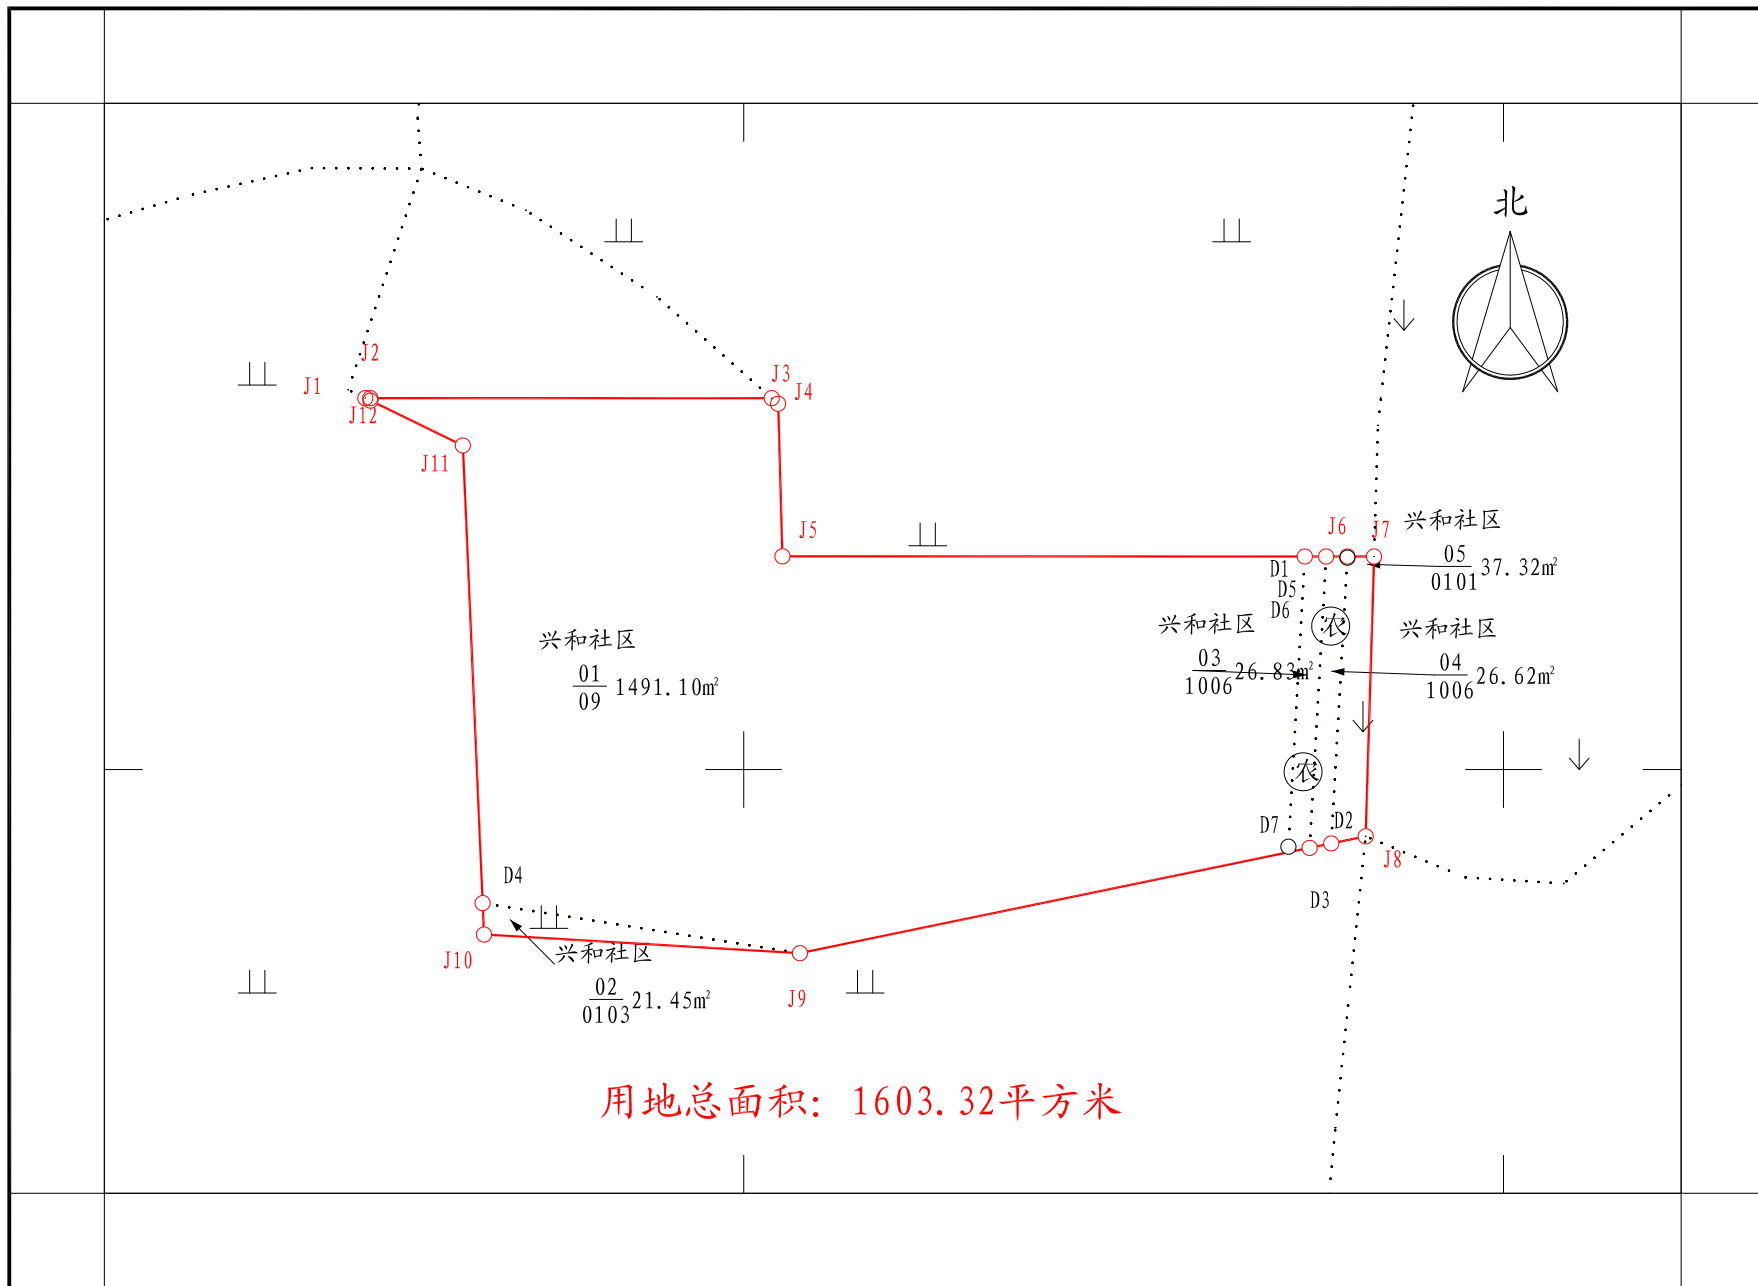 北
J2
J1
J3
J4
J12
J11
J5
J6
J7
兴和社区
05
0101
37.32m²
D1
D5
D6
农
兴和社区
03
1006
26.83m²
兴和社区
04
1006
26.62m²
兴和社区
01
09
1491.10m²
农
D7
D2
J8
D3
D4
J10
兴和社区
02
0103
21.45m²
J9
用地总面积: 1603.32平方米